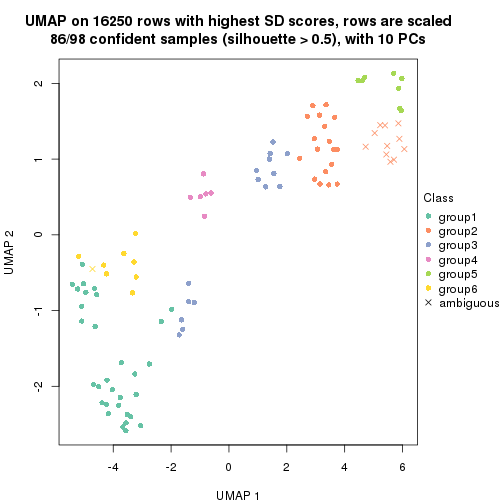 UMAP on 16250 rows with highest SD scores, rows are scaled
86/98 confident samples (silhouette > 0.5), with 10 PCs
2
1
0
-1
-2
UMAP 2
-4
-2
0
2
4
6
UMAP 1
Class
group1
group2
group3
group4
group5
group6
ambiguous